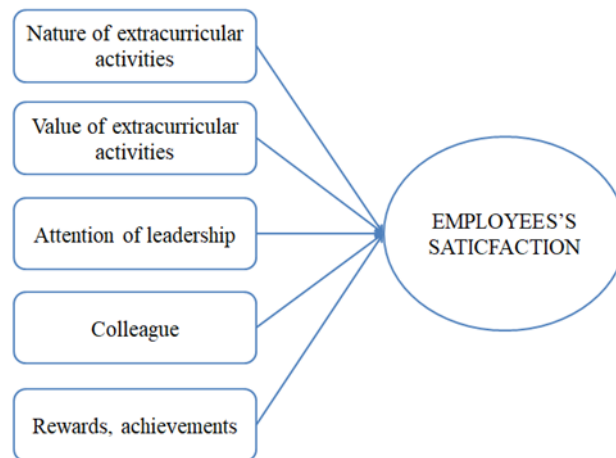 Nature of extracurricular
activities
Value of extracurricular
activities
Attention of leadership
Colleague
Rewards, achievements
EMPLOYEES'S
SATICFACTION